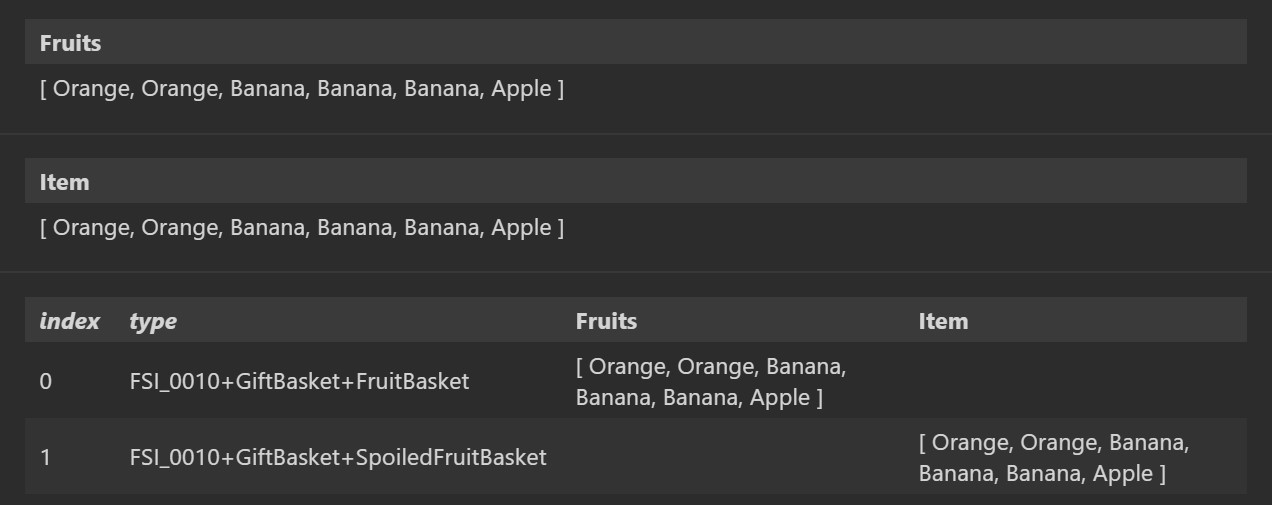 Fruits
[ Orange, Orange, Banana, Banana, Banana, Apple ]
Item
[ Orange, Orange, Banana, Banana, Banana, Apple ]
index type Fruits Item
0 FSI_0010+GiftBasket+FruitBasket [ Orange, Orange, Banana,
Banana, Banana, Apple ]
1 FSI_0010+GiftBasket+SpoiledFruitBasket [ Orange, Orange, Banana,
Banana, Banana, Apple ]